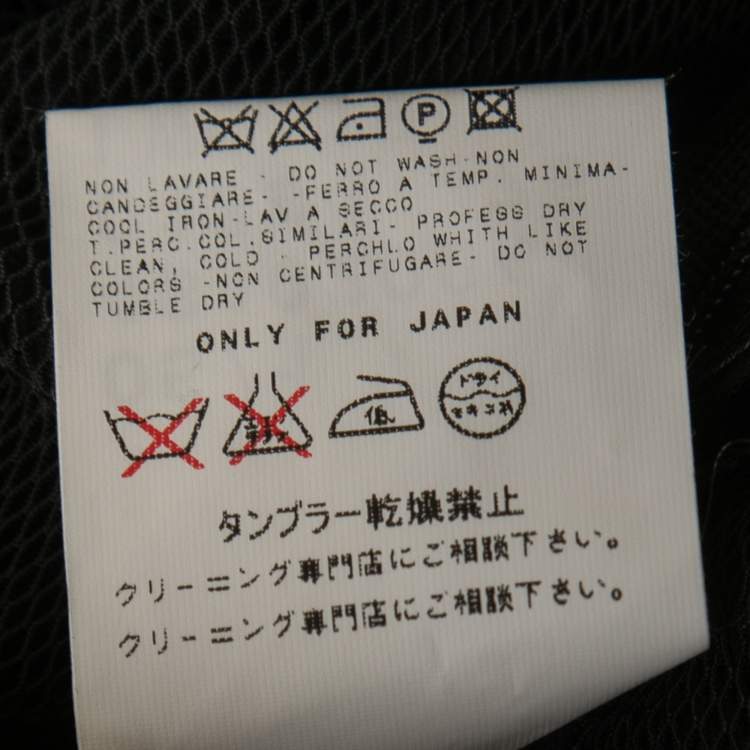 P
NON LAVARE - DO NOT WASH-NON
CANDEGGIARE- -FERRO A TEMP. MINIMA-
COOL IRON-LAV A SECCO
T.PERC.COL.SIMILARI- PROFESS DRY
CLEAN, COLD - PERCHLO WHITH LIKE
COLORS -NON CENTRIFUGARE- DO NOT
TUMBLE DRY
ONLY FOR JAPAN
低 ドライ
セキユ系
タンブラー乾燥禁止
クリーニング専門店にご相談下さい。
クリーニング専門店にご相談下さい。